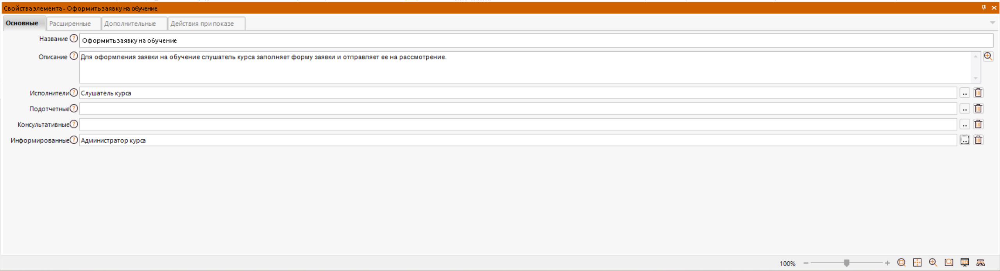 Свойства элемента - Оформить заявку на обучение
Основные Расширенные Дополнительные Действия при показе
Название ? Оформить заявку на обучение
Описание ? Для оформления заявки на обучение слушатель курса заполняет форму заявки и отправляет ее на рассмотрение.
Исполнители ? Слушатель курса ...
Подотчетные ? ...
Консультативные ? ...
Информированные ? Администратор курса ...
100% − +